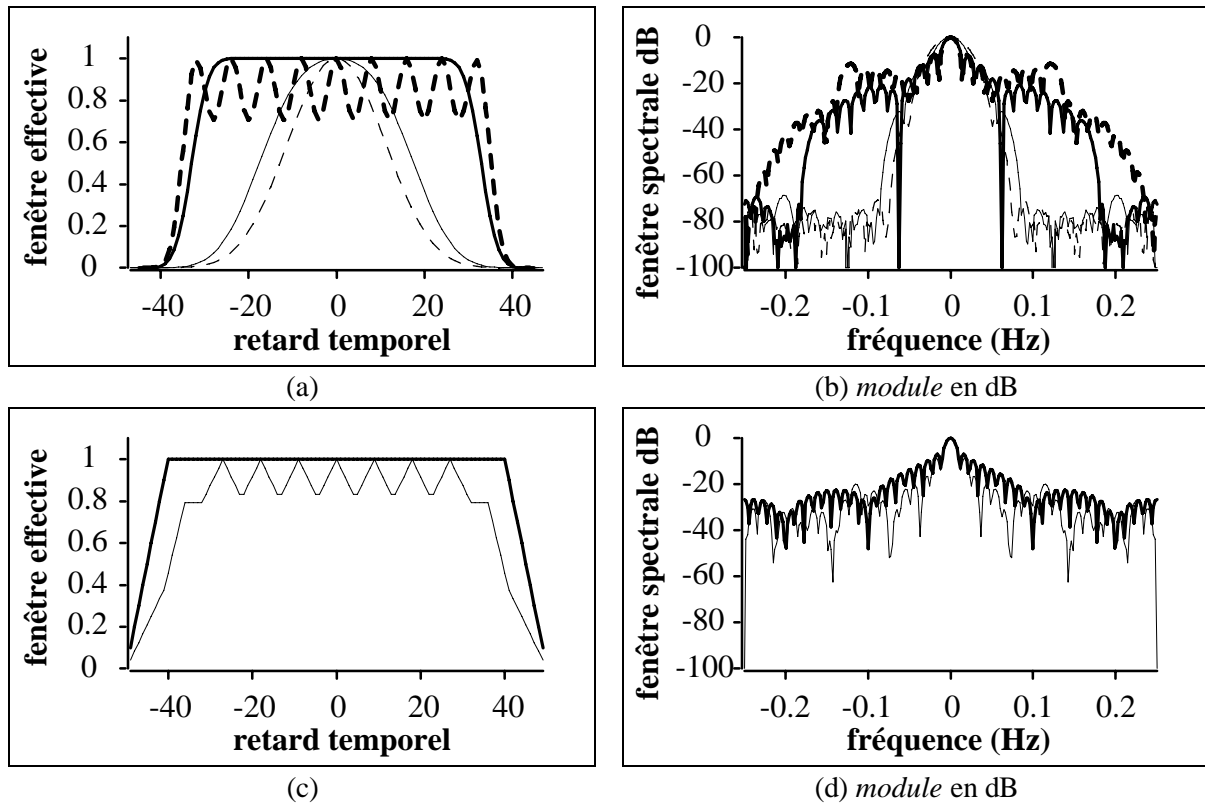 fenêtre effective
1
0.8
0.6
0.4
0.2
0
-40 -20 0 20 40
retard temporel
(a)
fenêtre spectrale dB
0
-20
-40
-60
-80
-100
-0.2 -0.1 0 0.1 0.2
fréquence (Hz)
(b) module en dB
fenêtre effective
1
0.8
0.6
0.4
0.2
0
-40 -20 0 20 40
retard temporel
(c)
fenêtre spectrale dB
0
-20
-40
-60
-80
-100
-0.2 -0.1 0 0.1 0.2
fréquence (Hz)
(d) module en dB